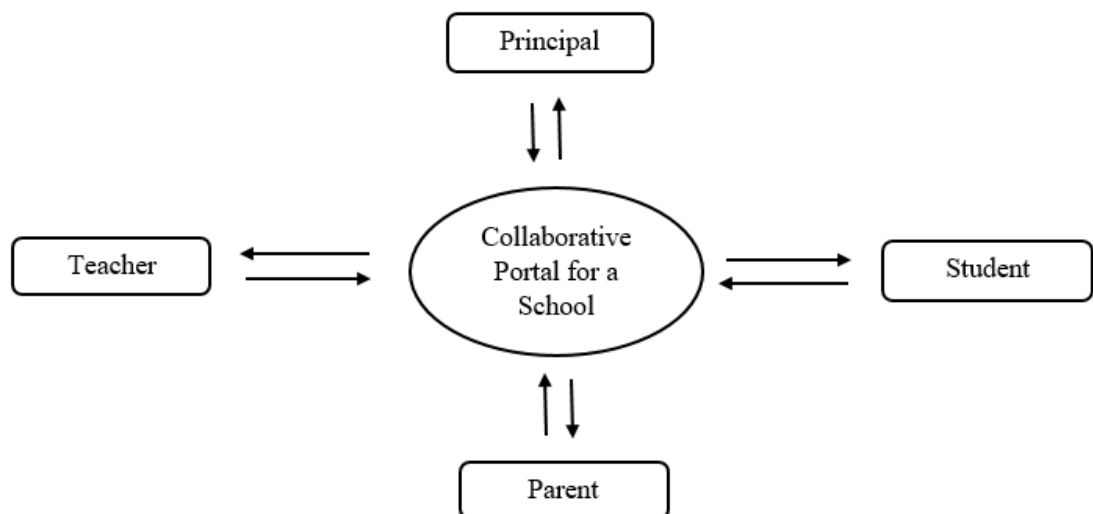 Principal
Teacher
Collaborative
Portal for a
School
Student
Parent